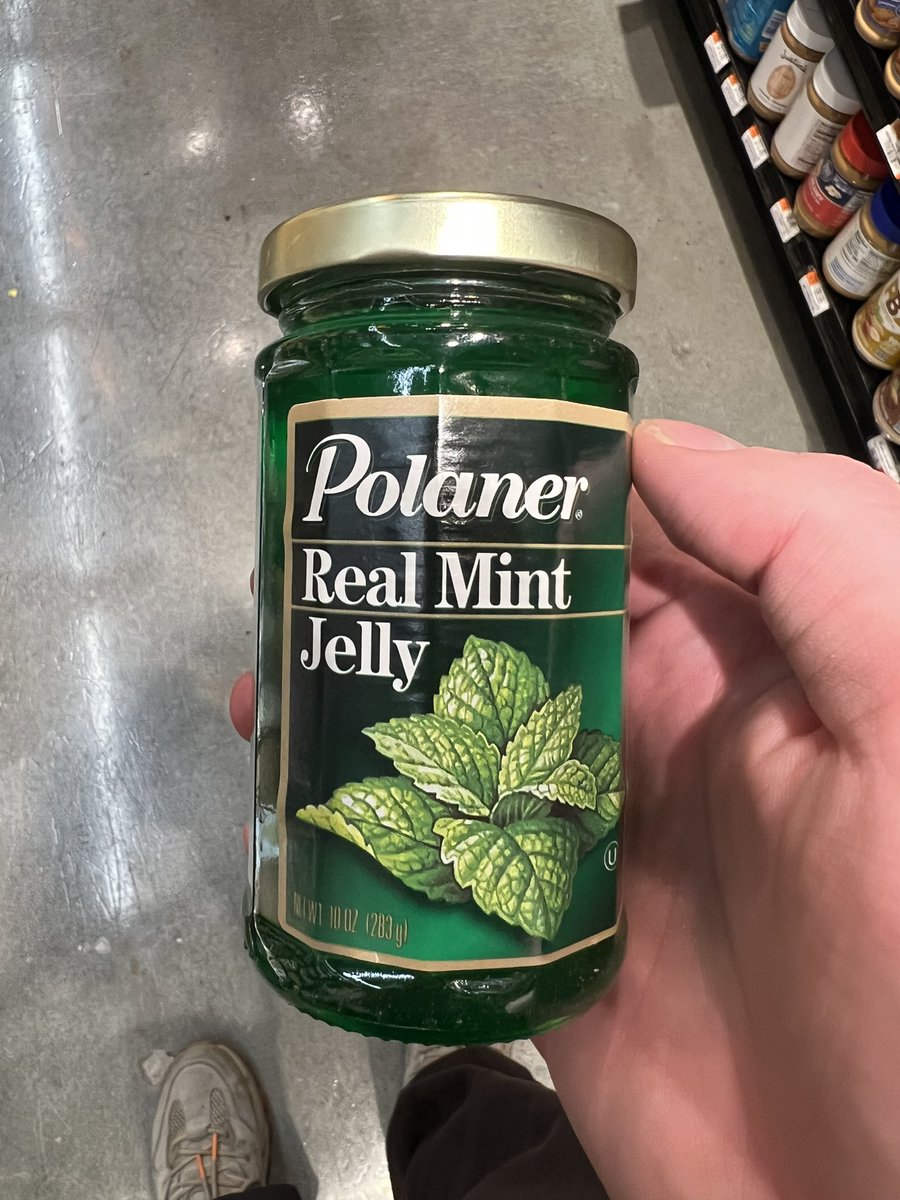 Polaner®
Real Mint
Jelly
U
NET WT 10 OZ (283 g)